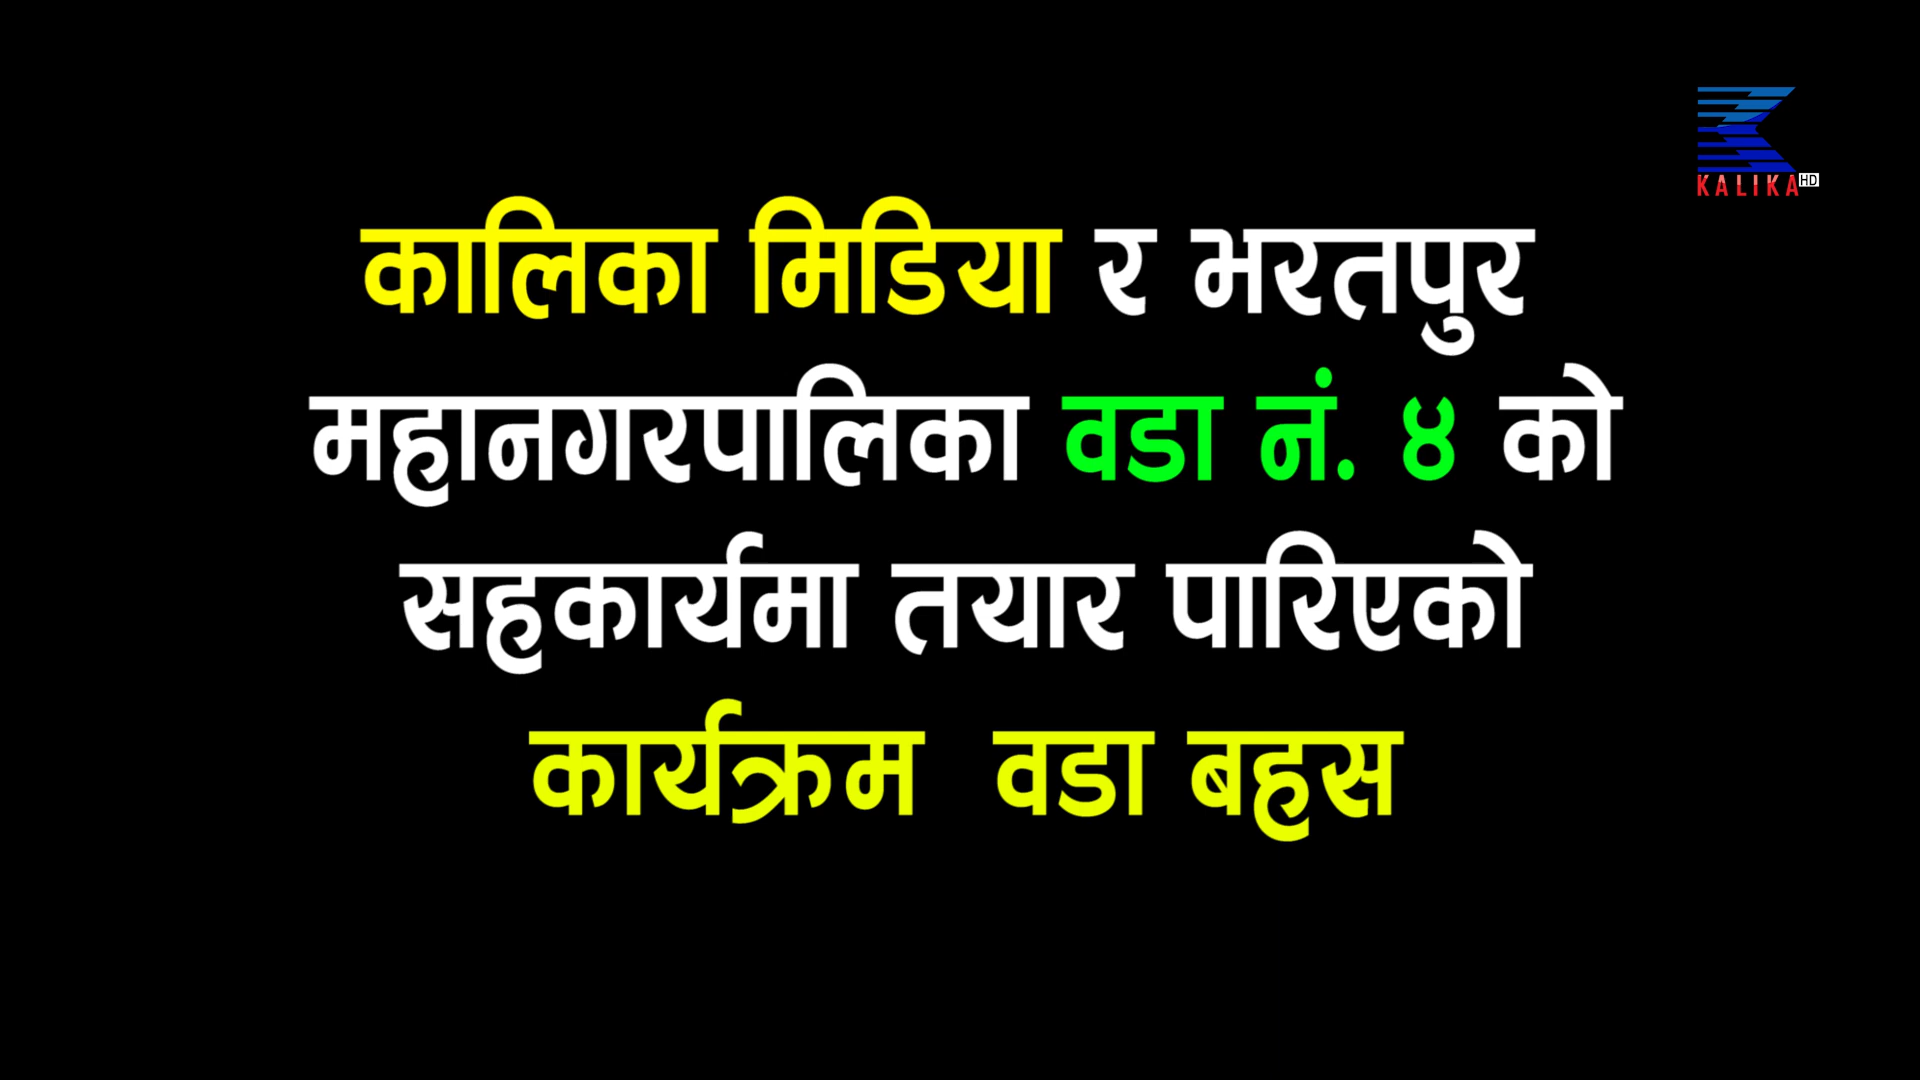 KALIKA HD
कालिका मिडिया र भरतपुर
महानगरपालिका वडा नं. ४ को
सहकार्यमा तयार पारिएको
कार्यक्रम वडा बहस